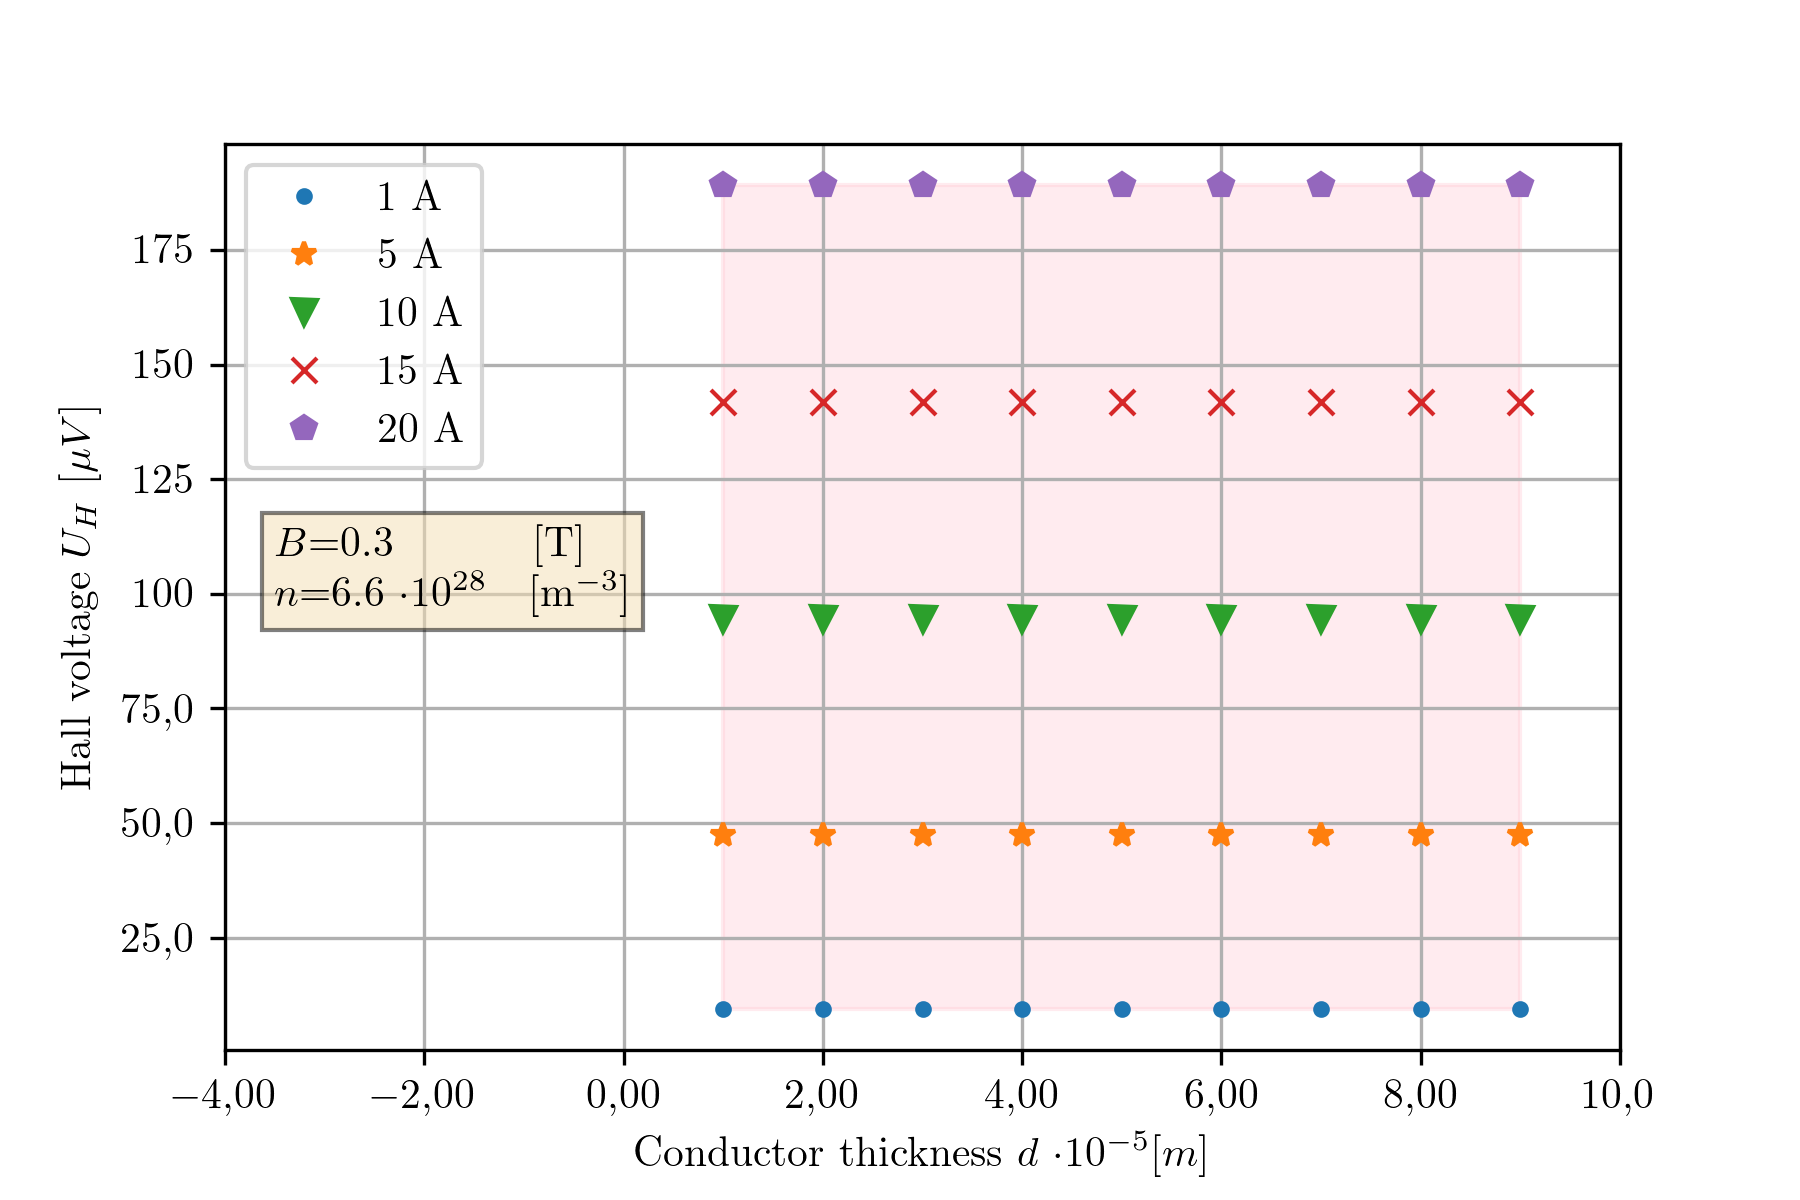 1 A
5 A
10 A
15 A
20 A
B=0.3 [T]
n=6.6 ·10²⁸ [m⁻³]
175
150
125
100
75,0
50,0
25,0
Hall voltage U_H [μV]
−4,00 −2,00 0,00 2,00 4,00 6,00 8,00 10,0
Conductor thickness d ·10⁻⁵[m]